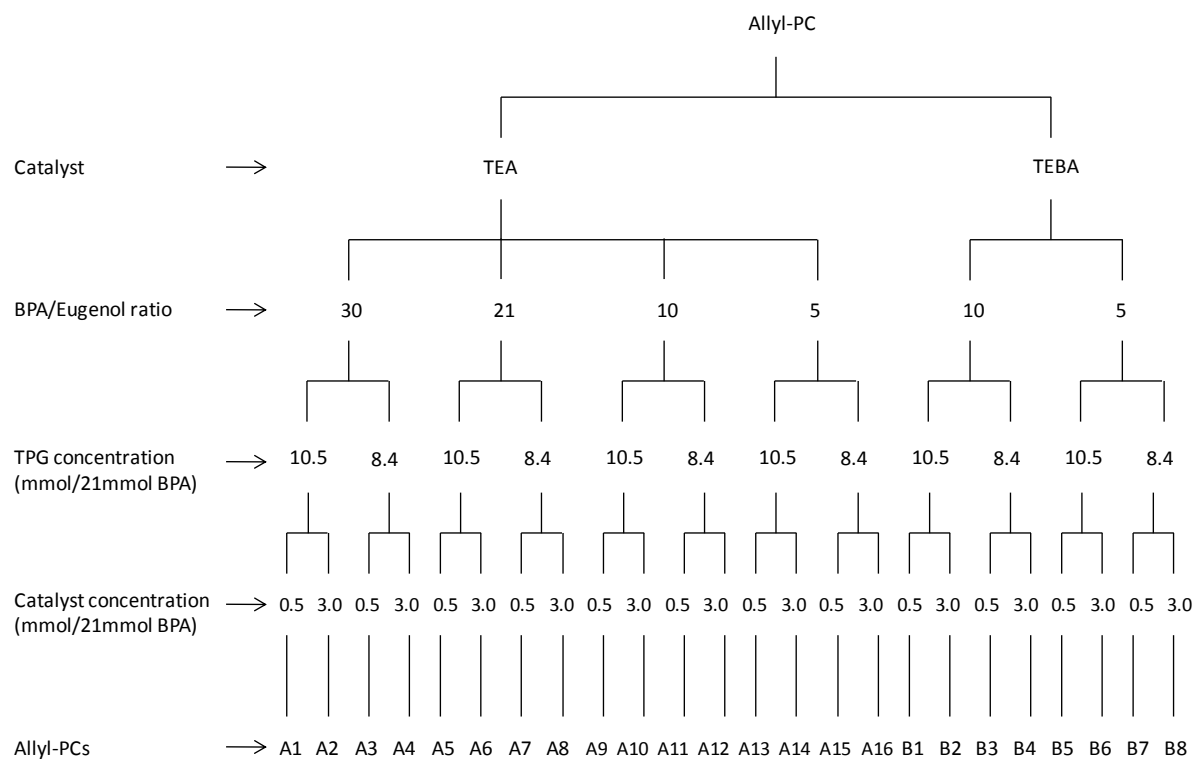 Allyl-PC
Catalyst TEA TEBA
BPA/Eugenol ratio 30 21 10 5 10 5
TPG concentration 10.5 8.4 10.5 8.4 10.5 8.4 10.5 8.4 10.5 8.4 10.5 8.4
(mmol/21mmol BPA)
Catalyst concentration 0.5 3.0 0.5 3.0 0.5 3.0 0.5 3.0 0.5 3.0 0.5 3.0 0.5 3.0 0.5 3.0 0.5 3.0 0.5 3.0 0.5 3.0 0.5 3.0
(mmol/21mmol BPA)
Allyl-PCs A1 A2 A3 A4 A5 A6 A7 A8 A9 A10 A11 A12 A13 A14 A15 A16 B1 B2 B3 B4 B5 B6 B7 B8